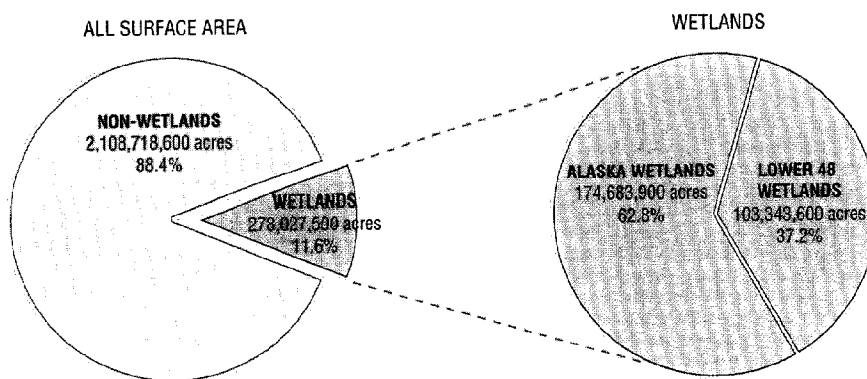 ALL SURFACE AREA
NON-WETLANDS
2,108,718,600 acres
88.4%
WETLANDS
278,027,500 acres
11.6%
WETLANDS
ALASKA WETLANDS
174,683,900 acres
62.8%
LOWER 48
WETLANDS
103,343,600 acres
37.2%